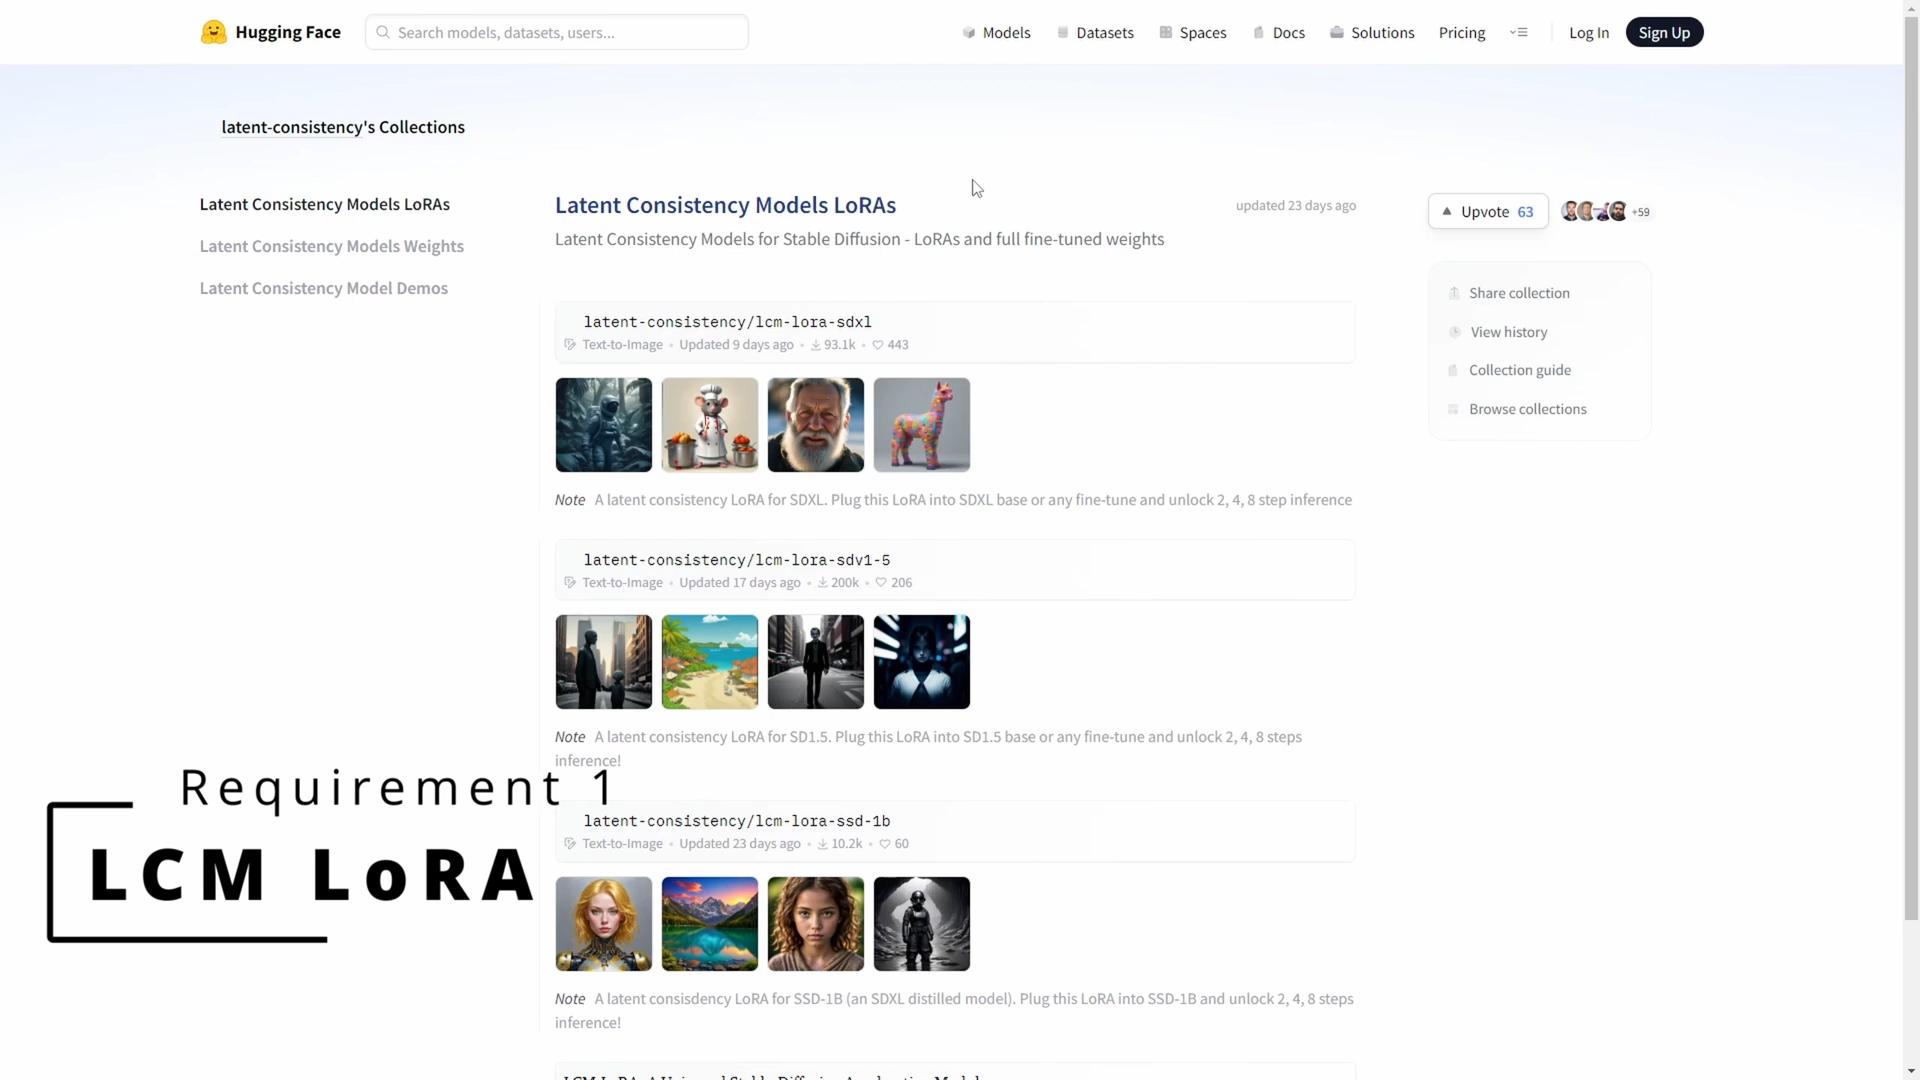 Hugging Face
Search models, datasets, users...
Models
Datasets
Spaces
Docs
Solutions
Pricing
Log In
Sign Up
latent-consistency's Collections
Latent Consistency Models LoRAs
Latent Consistency Models Weights
Latent Consistency Model Demos
Latent Consistency Models LoRAs
updated 23 days ago
Latent Consistency Models for Stable Diffusion - LoRAs and full fine-tuned weights
Upvote 63
+59
Share collection
View history
Collection guide
Browse collections
latent-consistency/lcm-lora-sdxl
Text-to-Image • Updated 9 days ago • 93.1k • 443
Note A latent consistency LoRA for SDXL. Plug this LoRA into SDXL base or any fine-tune and unlock 2, 4, 8 step inference
latent-consistency/lcm-lora-sdv1-5
Text-to-Image • Updated 17 days ago • 200k • 206
Note A latent consistency LoRA for SD1.5. Plug this LoRA into SD1.5 base or any fine-tune and unlock 2, 4, 8 steps
inference!
Requirement 1
LCM LoRA
latent-consistency/lcm-lora-ssd-1b
Text-to-Image • Updated 23 days ago • 10.2k • 60
Note A latent consisdency LoRA for SSD-1B (an SDXL distilled model). Plug this LoRA into SSD-1B and unlock 2, 4, 8 steps
inference!